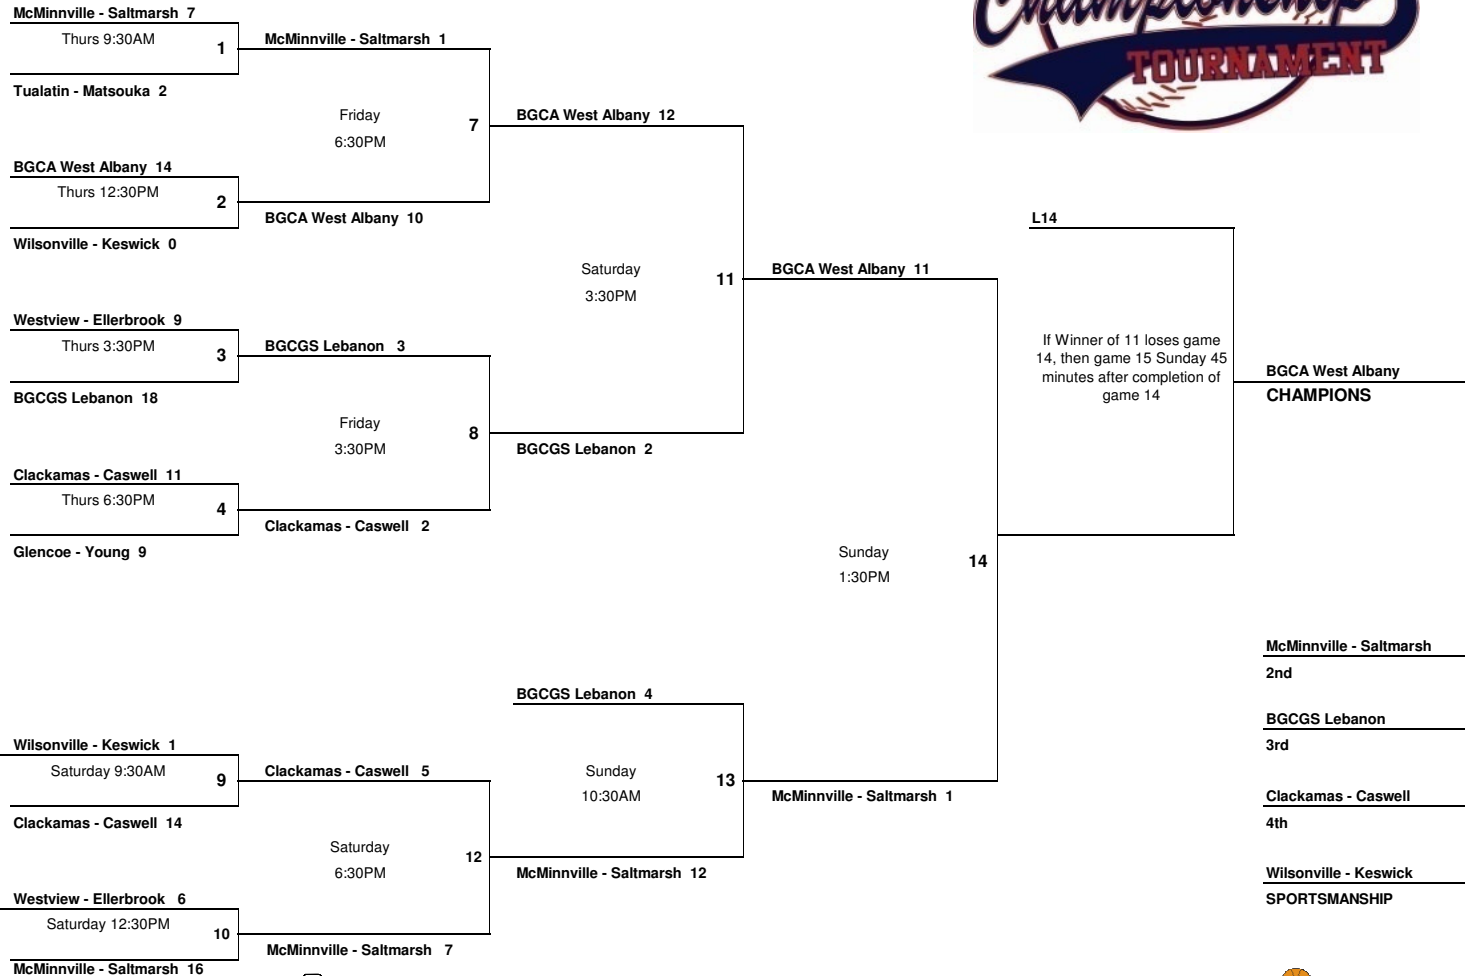 Championship
TOURNAMENT
McMinnville - Saltmarsh 7
Thurs 9:30AM
1
Tualatin - Matsouka 2
McMinnville - Saltmarsh 1
Friday
6:30PM
7
BGCA West Albany 14
Thurs 12:30PM
2
Wilsonville - Keswick 0
BGCA West Albany 10
BGCA West Albany 12
Westview - Ellerbrook 9
Thurs 3:30PM
3
BGCGS Lebanon 18
BGCGS Lebanon 3
Friday
3:30PM
8
Clackamas - Caswell 11
Thurs 6:30PM
4
Glencoe - Young 9
Clackamas - Caswell 2
BGCGS Lebanon 2
Saturday
3:30PM
11
BGCA West Albany 11
Sunday
1:30PM
14
L14
If Winner of 11 loses game
14, then game 15 Sunday 45
minutes after completion of
game 14
BGCA West Albany
CHAMPIONS
Wilsonville - Keswick 1
Saturday 9:30AM
9
Clackamas - Caswell 14
Clackamas - Caswell 5
Saturday
6:30PM
12
Westview - Ellerbrook 6
Saturday 12:30PM
10
McMinnville - Saltmarsh 16
McMinnville - Saltmarsh 7
BGCGS Lebanon 4
Sunday
10:30AM
13
McMinnville - Saltmarsh 12
McMinnville - Saltmarsh 1
McMinnville - Saltmarsh
2nd
BGCGS Lebanon
3rd
Clackamas - Caswell
4th
Wilsonville - Keswick
SPORTSMANSHIP